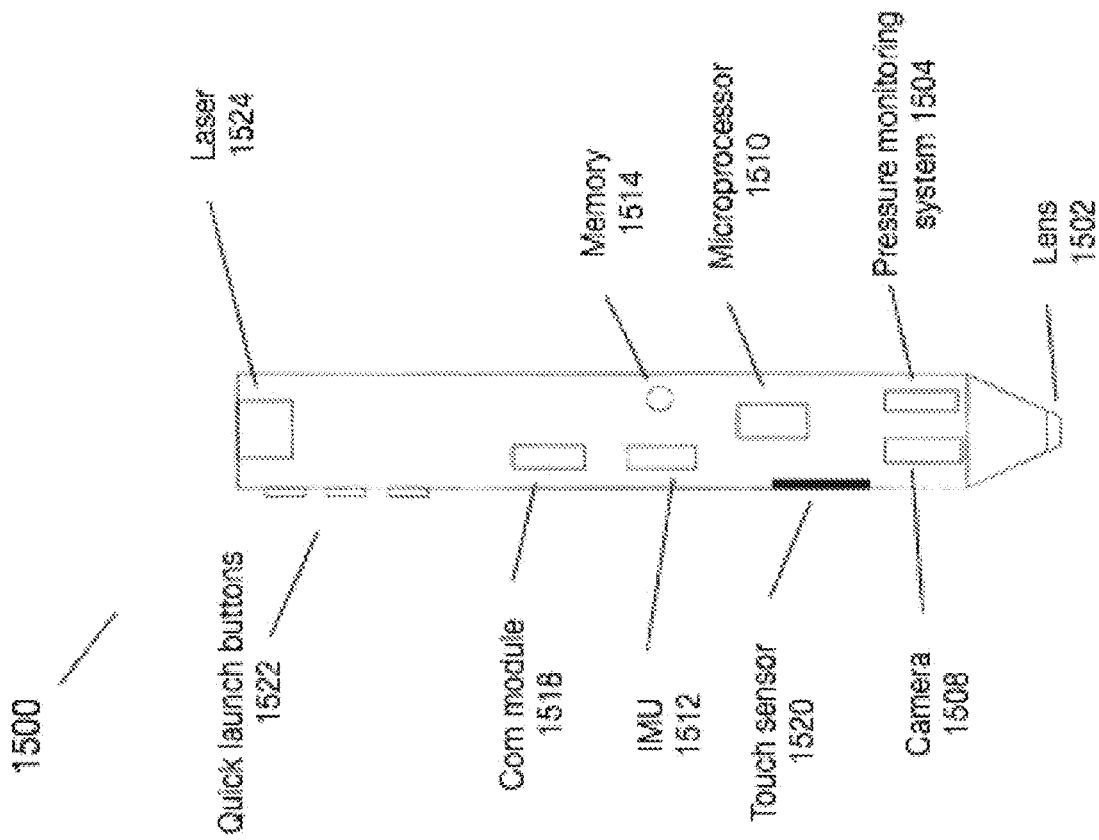 1500
Quick launch buttons
1522
Com module
1518
IMU
1512
Touch sensor
1520
Camera
1508
Laser
1524
Memory
1514
Microprocessor
1510
Pressure monitoring
system 1504
Lens
1502